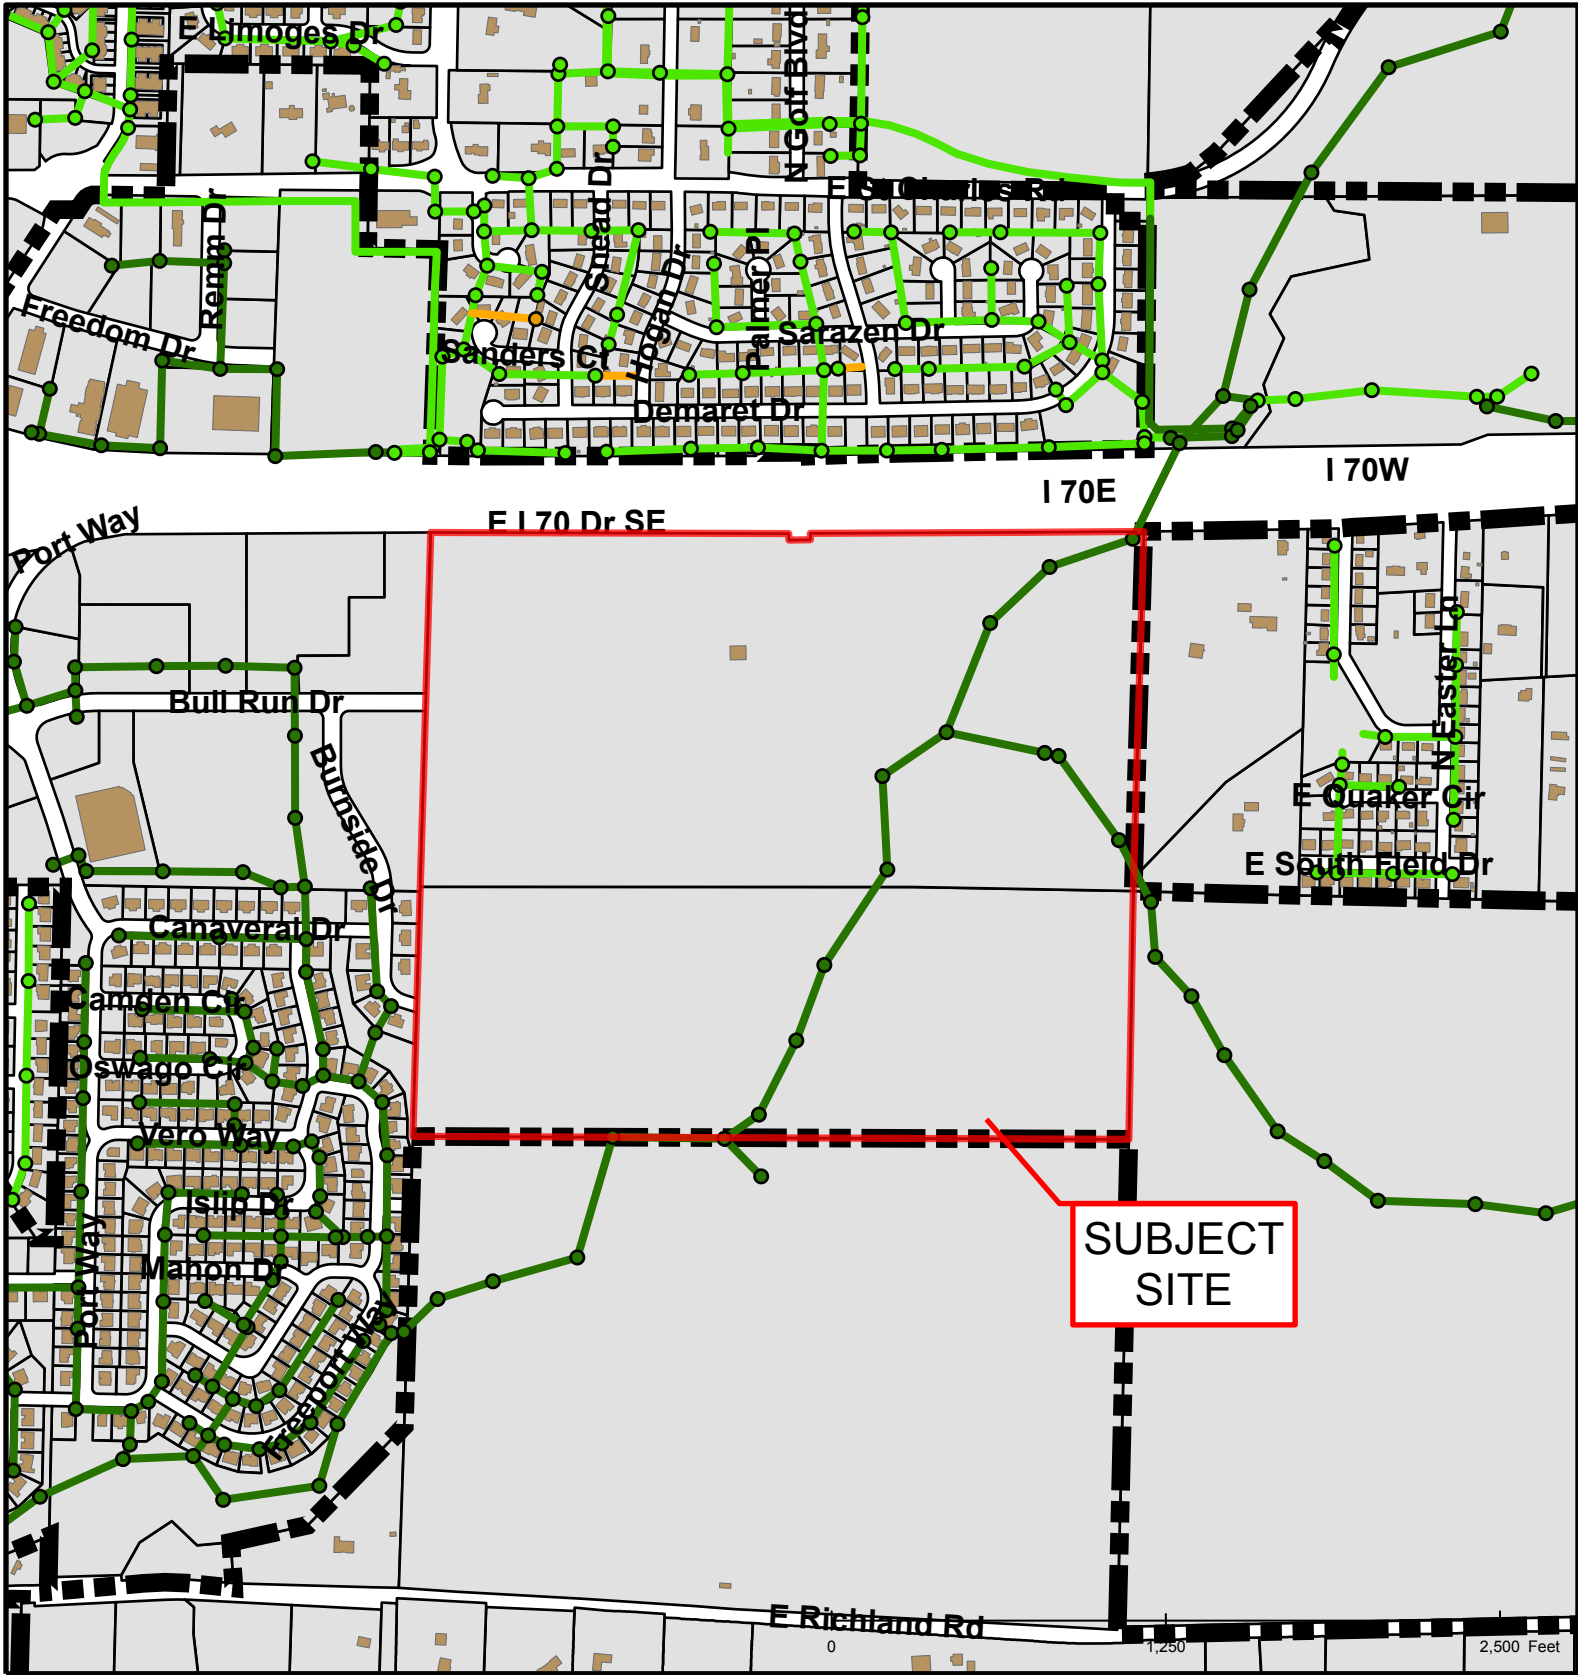 E Limoges Dr
N Golf Blvd
E St Charles Rd
Remm Dr
Snead Dr
Hogan Dr
Palmer Pl
Freedom Dr
Sarazen Dr
Sanders Ct
Demaret Dr
I 70W
I 70E
E I 70 Dr SE
Port Way
Bull Run Dr
Burnside Dr
N Easter Ln
E Quaker Cir
E South Field Dr
Canaveral Dr
Camden Cir
Oswago Cir
Vero Way
Islip Dr
Port Way
Mahon Dr
Freeport Way
SUBJECT
SITE
E Richland Rd
0 1,250 2,500 Feet